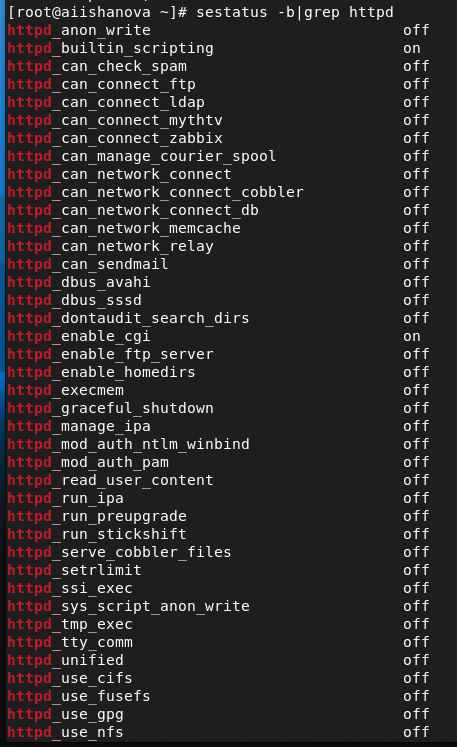 [root@aiishanova ~]# sestatus -b|grep httpd
httpd_anon_write off
httpd_builtin_scripting on
httpd_can_check_spam off
httpd_can_connect_ftp off
httpd_can_connect_ldap off
httpd_can_connect_mythtv off
httpd_can_connect_zabbix off
httpd_can_manage_courier_spool off
httpd_can_network_connect off
httpd_can_network_connect_cobbler off
httpd_can_network_connect_db off
httpd_can_network_memcache off
httpd_can_network_relay off
httpd_can_sendmail off
httpd_dbus_avahi off
httpd_dbus_sssd off
httpd_dontaudit_search_dirs off
httpd_enable_cgi on
httpd_enable_ftp_server off
httpd_enable_homedirs off
httpd_execmem off
httpd_graceful_shutdown off
httpd_manage_ipa off
httpd_mod_auth_ntlm_winbind off
httpd_mod_auth_pam off
httpd_read_user_content off
httpd_run_ipa off
httpd_run_preupgrade off
httpd_run_stickshift off
httpd_serve_cobbler_files off
httpd_setrlimit off
httpd_ssi_exec off
httpd_sys_script_anon_write off
httpd_tmp_exec off
httpd_tty_comm off
httpd_unified off
httpd_use_cifs off
httpd_use_fusefs off
httpd_use_gpg off
httpd_use_nfs off